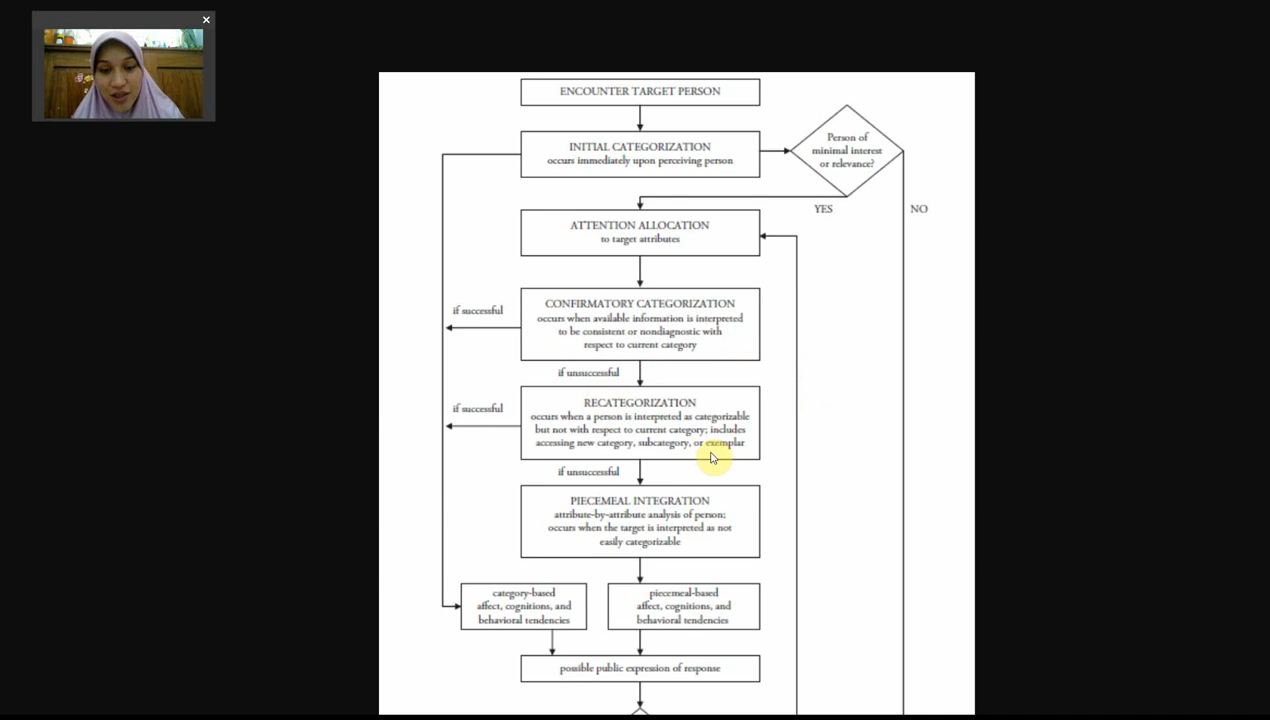 ENCOUNTER TARGET PERSON
INITIAL CATEGORIZATION
occurs immediately upon perceiving person
Person of
minimal interest
or relevance?
YES
NO
ATTENTION ALLOCATION
to target attributes
CONFIRMATORY CATEGORIZATION
occurs when available information is interpreted
to be consistent or nondiagnostic with
respect to current category
if successful
if unsuccessful
RECATEGORIZATION
occurs when a person is interpreted as categorizable
but not with respect to current category; includes
accessing new category, subcategory, or exemplar
if successful
if unsuccessful
PIECEMEAL INTEGRATION
attribute-by-attribute analysis of person;
occurs when the target is interpreted as not
easily categorizable
category-based
affect, cognitions, and
behavioral tendencies
piecemeal-based
affect, cognitions, and
behavioral tendencies
possible public expression of response